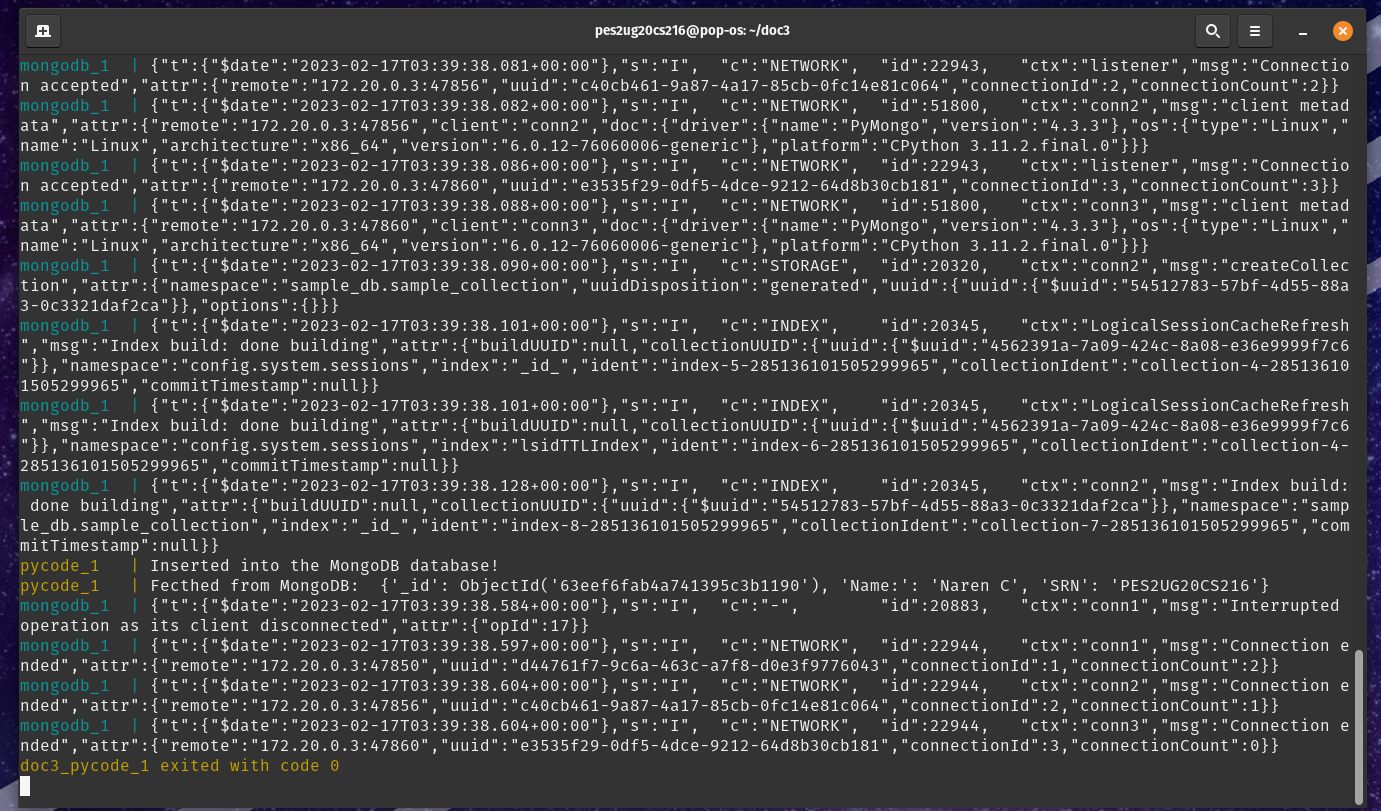 pes2ug20cs216@pop-os: ~/doc3
mongodb_1  | {"t":{"$date":"2023-02-17T03:39:38.081+00:00"},"s":"I",  "c":"NETWORK",  "id":22943,   "ctx":"listener","msg":"Connectio
n accepted","attr":{"remote":"172.20.0.3:47856","uuid":"c40cb461-9a87-4a17-85cb-0fc14e81c064","connectionId":2,"connectionCount":2}}
mongodb_1  | {"t":{"$date":"2023-02-17T03:39:38.082+00:00"},"s":"I",  "c":"NETWORK",  "id":51800,   "ctx":"conn2","msg":"client metad
ata","attr":{"remote":"172.20.0.3:47856","client":"conn2","doc":{"driver":{"name":"PyMongo","version":"4.3.3"},"os":{"type":"Linux","
name":"Linux","architecture":"x86_64","version":"6.0.12-76060006-generic"},"platform":"CPython 3.11.2.final.0"}}}
mongodb_1  | {"t":{"$date":"2023-02-17T03:39:38.086+00:00"},"s":"I",  "c":"NETWORK",  "id":22943,   "ctx":"listener","msg":"Connectio
n accepted","attr":{"remote":"172.20.0.3:47860","uuid":"e3535f29-0df5-4dce-9212-64d8b30cb181","connectionId":3,"connectionCount":3}}
mongodb_1  | {"t":{"$date":"2023-02-17T03:39:38.088+00:00"},"s":"I",  "c":"NETWORK",  "id":51800,   "ctx":"conn3","msg":"client metad
ata","attr":{"remote":"172.20.0.3:47860","client":"conn3","doc":{"driver":{"name":"PyMongo","version":"4.3.3"},"os":{"type":"Linux","
name":"Linux","architecture":"x86_64","version":"6.0.12-76060006-generic"},"platform":"CPython 3.11.2.final.0"}}}
mongodb_1  | {"t":{"$date":"2023-02-17T03:39:38.090+00:00"},"s":"I",  "c":"STORAGE",  "id":20320,   "ctx":"conn2","msg":"createCollec
tion","attr":{"namespace":"sample_db.sample_collection","uuidDisposition":"generated","uuid":{"uuid":{"$uuid":"54512783-57bf-4d55-88a
3-0c3321daf2ca"}},"options":{}}}
mongodb_1  | {"t":{"$date":"2023-02-17T03:39:38.101+00:00"},"s":"I",  "c":"INDEX",    "id":20345,   "ctx":"LogicalSessionCacheRefresh
","msg":"Index build: done building","attr":{"buildUUID":null,"collectionUUID":{"uuid":{"$uuid":"4562391a-7a09-424c-8a08-e36e9999f7c6
"}},"namespace":"config.system.sessions","index":"_id_","ident":"index-5-285136101505299965","collectionIdent":"collection-4-28513610
1505299965","commitTimestamp":null}}
mongodb_1  | {"t":{"$date":"2023-02-17T03:39:38.101+00:00"},"s":"I",  "c":"INDEX",    "id":20345,   "ctx":"LogicalSessionCacheRefresh
","msg":"Index build: done building","attr":{"buildUUID":null,"collectionUUID":{"uuid":{"$uuid":"4562391a-7a09-424c-8a08-e36e9999f7c6
"}},"namespace":"config.system.sessions","index":"lsidTTLIndex","ident":"index-6-285136101505299965","collectionIdent":"collection-4-
285136101505299965","commitTimestamp":null}}
mongodb_1  | {"t":{"$date":"2023-02-17T03:39:38.128+00:00"},"s":"I",  "c":"INDEX",    "id":20345,   "ctx":"conn2","msg":"Index build:
 done building","attr":{"buildUUID":null,"collectionUUID":{"uuid":{"$uuid":"54512783-57bf-4d55-88a3-0c3321daf2ca"}},"namespace":"samp
le_db.sample_collection","index":"_id_","ident":"index-8-285136101505299965","collectionIdent":"collection-7-285136101505299965","com
mitTimestamp":null}}
pycode_1   | Inserted into the MongoDB database!
pycode_1   | Fecthed from MongoDB:  {'_id': ObjectId('63eef6fab4a741395c3b1190'), 'Name:': 'Naren C', 'SRN': 'PES2UG20CS216'}
mongodb_1  | {"t":{"$date":"2023-02-17T03:39:38.584+00:00"},"s":"I",  "c":"-",        "id":20883,   "ctx":"conn1","msg":"Interrupted
operation as its client disconnected","attr":{"opId":17}}
mongodb_1  | {"t":{"$date":"2023-02-17T03:39:38.597+00:00"},"s":"I",  "c":"NETWORK",  "id":22944,   "ctx":"conn1","msg":"Connection e
nded","attr":{"remote":"172.20.0.3:47850","uuid":"d44761f7-9c6a-463c-a7f8-d0e3f9776043","connectionId":1,"connectionCount":2}}
mongodb_1  | {"t":{"$date":"2023-02-17T03:39:38.604+00:00"},"s":"I",  "c":"NETWORK",  "id":22944,   "ctx":"conn2","msg":"Connection e
nded","attr":{"remote":"172.20.0.3:47856","uuid":"c40cb461-9a87-4a17-85cb-0fc14e81c064","connectionId":2,"connectionCount":1}}
mongodb_1  | {"t":{"$date":"2023-02-17T03:39:38.604+00:00"},"s":"I",  "c":"NETWORK",  "id":22944,   "ctx":"conn3","msg":"Connection e
nded","attr":{"remote":"172.20.0.3:47860","uuid":"e3535f29-0df5-4dce-9212-64d8b30cb181","connectionId":3,"connectionCount":0}}
doc3_pycode_1 exited with code 0